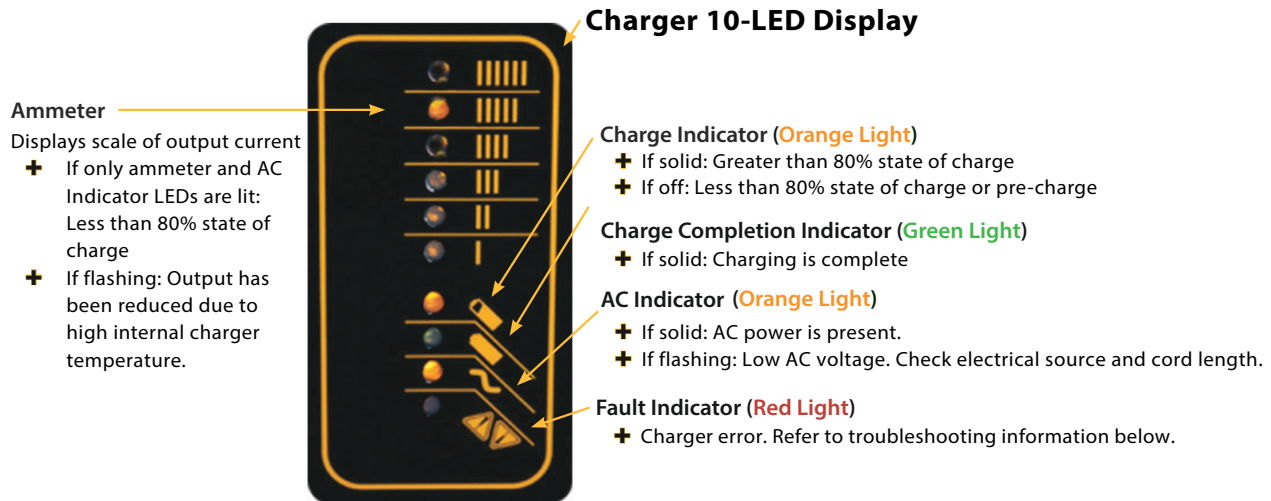 Charger 10-LED Display
Ammeter
Displays scale of output current
✚ If only ammeter and AC
Indicator LEDs are lit:
Less than 80% state of
charge
✚ If flashing: Output has
been reduced due to
high internal charger
temperature.
Charge Indicator (Orange Light)
✚ If solid: Greater than 80% state of charge
✚ If off: Less than 80% state of charge or pre-charge
Charge Completion Indicator (Green Light)
✚ If solid: Charging is complete
AC Indicator (Orange Light)
✚ If solid: AC power is present.
✚ If flashing: Low AC voltage. Check electrical source and cord length.
Fault Indicator (Red Light)
✚ Charger error. Refer to troubleshooting information below.